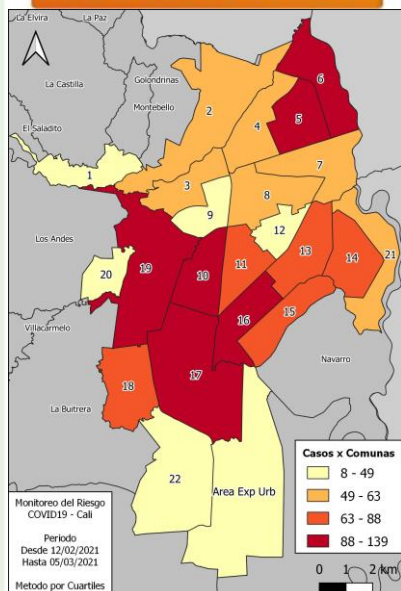 La Elvira
La Paz
La Castilla
Golondrinas
Montebello
El Saladito
6
2
4
5
7
1
3
8
9
12
Los Andes
13
14
21
19
10
11
20
16
15
Villacarmelo
Navarro
17
18
La Buitrera
22
Area Exp Urb
Casos x Comunas
8 - 49
49 - 63
63 - 88
88 - 139
Monitoreo del Riesgo
COVID19 - Cali
Periodo
Desde 12/02/2021
Hasta 05/03/2021
Metodo por Cuartiles
0 1 2 km